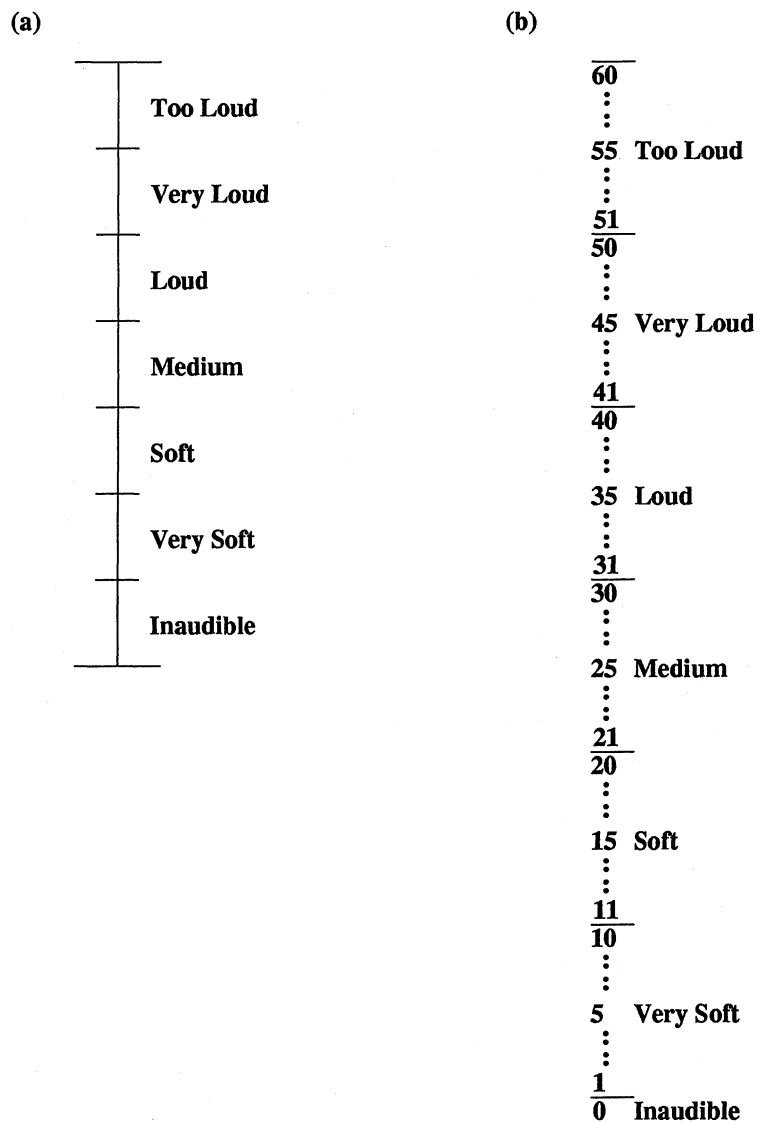 (a)
Too Loud
Very Loud
Loud
Medium
Soft
Very Soft
Inaudible
(b)
60
55 Too Loud
51
50
45 Very Loud
41
40
35 Loud
31
30
25 Medium
21
20
15 Soft
11
10
5 Very Soft
1
0 Inaudible